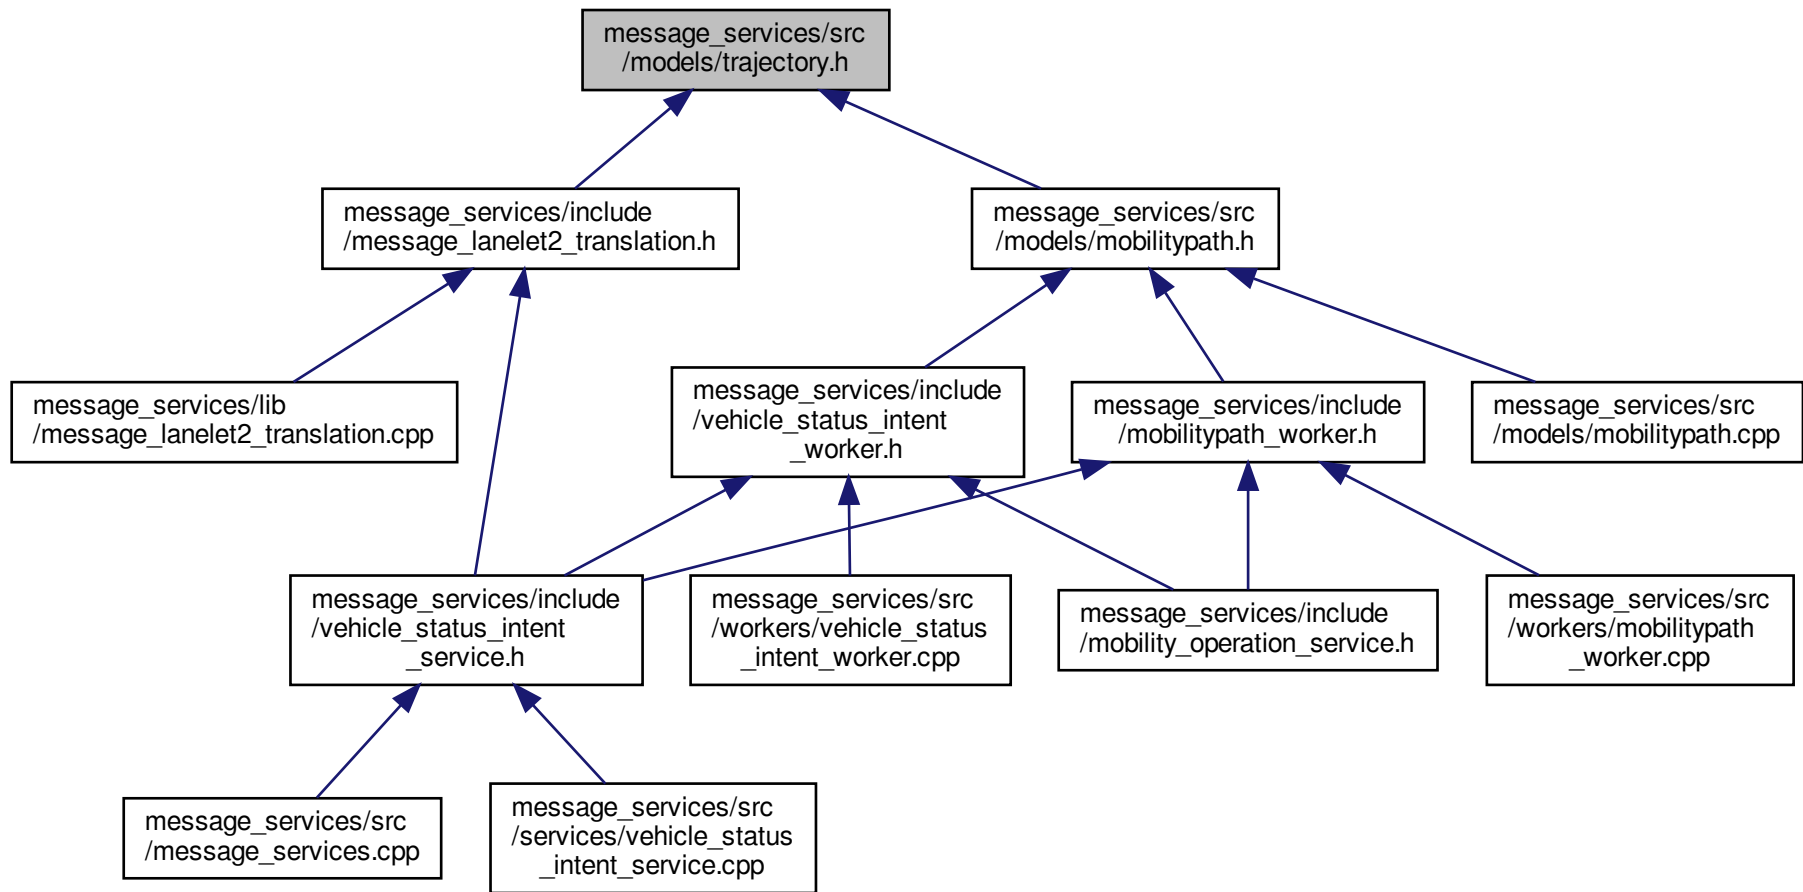 message_services/src
/models/trajectory.h
message_services/include
/message_lanelet2_translation.h
message_services/src
/models/mobilitypath.h
message_services/lib
/message_lanelet2_translation.cpp
message_services/include
/vehicle_status_intent
_worker.h
message_services/include
/mobilitypath_worker.h
message_services/src
/models/mobilitypath.cpp
message_services/include
/vehicle_status_intent
_service.h
message_services/src
/workers/vehicle_status
_intent_worker.cpp
message_services/include
/mobility_operation_service.h
message_services/src
/workers/mobilitypath
_worker.cpp
message_services/src
/message_services.cpp
message_services/src
/services/vehicle_status
_intent_service.cpp